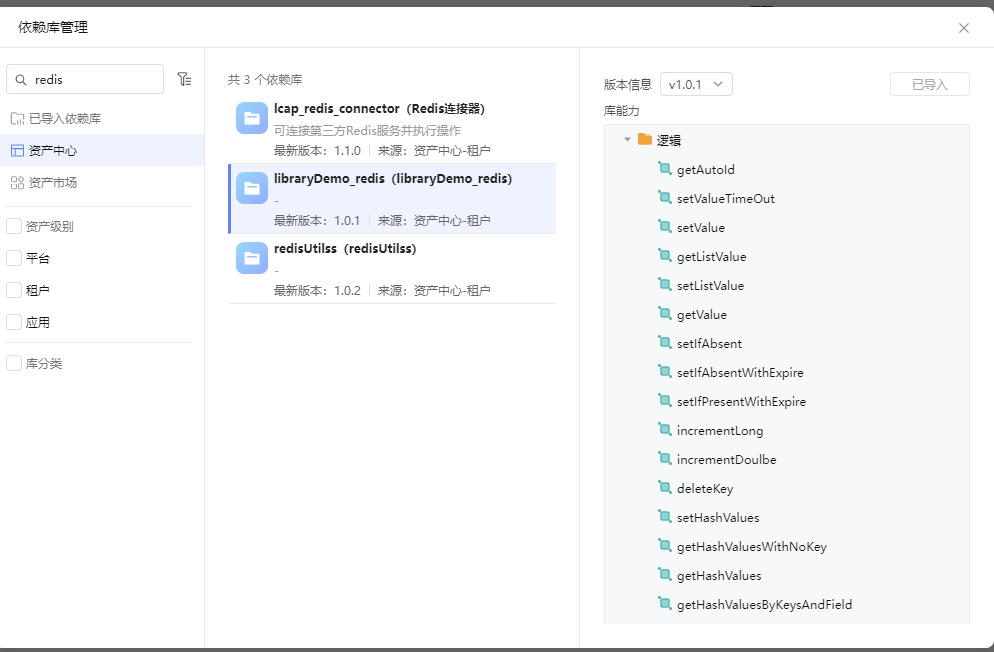 依赖库管理
redis
已导入依赖库
资产中心
资产市场
资产级别
平台
租户
应用
库分类
共 3 个依赖库
lcap_redis_connector（Redis连接器）
可连接第三方Redis服务并执行操作
最新版本：1.1.0 来源：资产中心-租户
libraryDemo_redis（libraryDemo_redis）
-
最新版本：1.0.1 来源：资产中心-租户
redisUtilss（redisUtilss）
-
最新版本：1.0.2 来源：资产中心-租户
版本信息 v1.0.1 已导入
库能力
逻辑
getAutoId
setValueTimeOut
setValue
getListValue
setListValue
getValue
setIfAbsent
setIfAbsentWithExpire
setIfPresentWithExpire
incrementLong
incrementDoulbe
deleteKey
setHashValues
getHashValuesWithNoKey
getHashValues
getHashValuesByKeysAndField